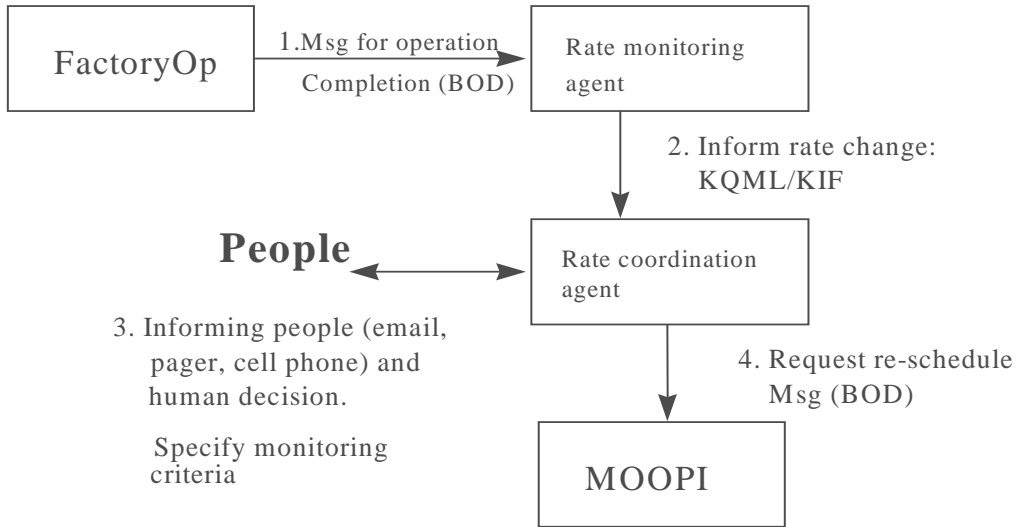 FactoryOp
1.Msg for operation
Completion (BOD)
Rate monitoring
agent
2. Inform rate change:
KQML/KIF
People
Rate coordination
agent
3. Informing people (email,
pager, cell phone) and
human decision.
Specify monitoring
criteria
4. Request re-schedule
Msg (BOD)
MOOPI